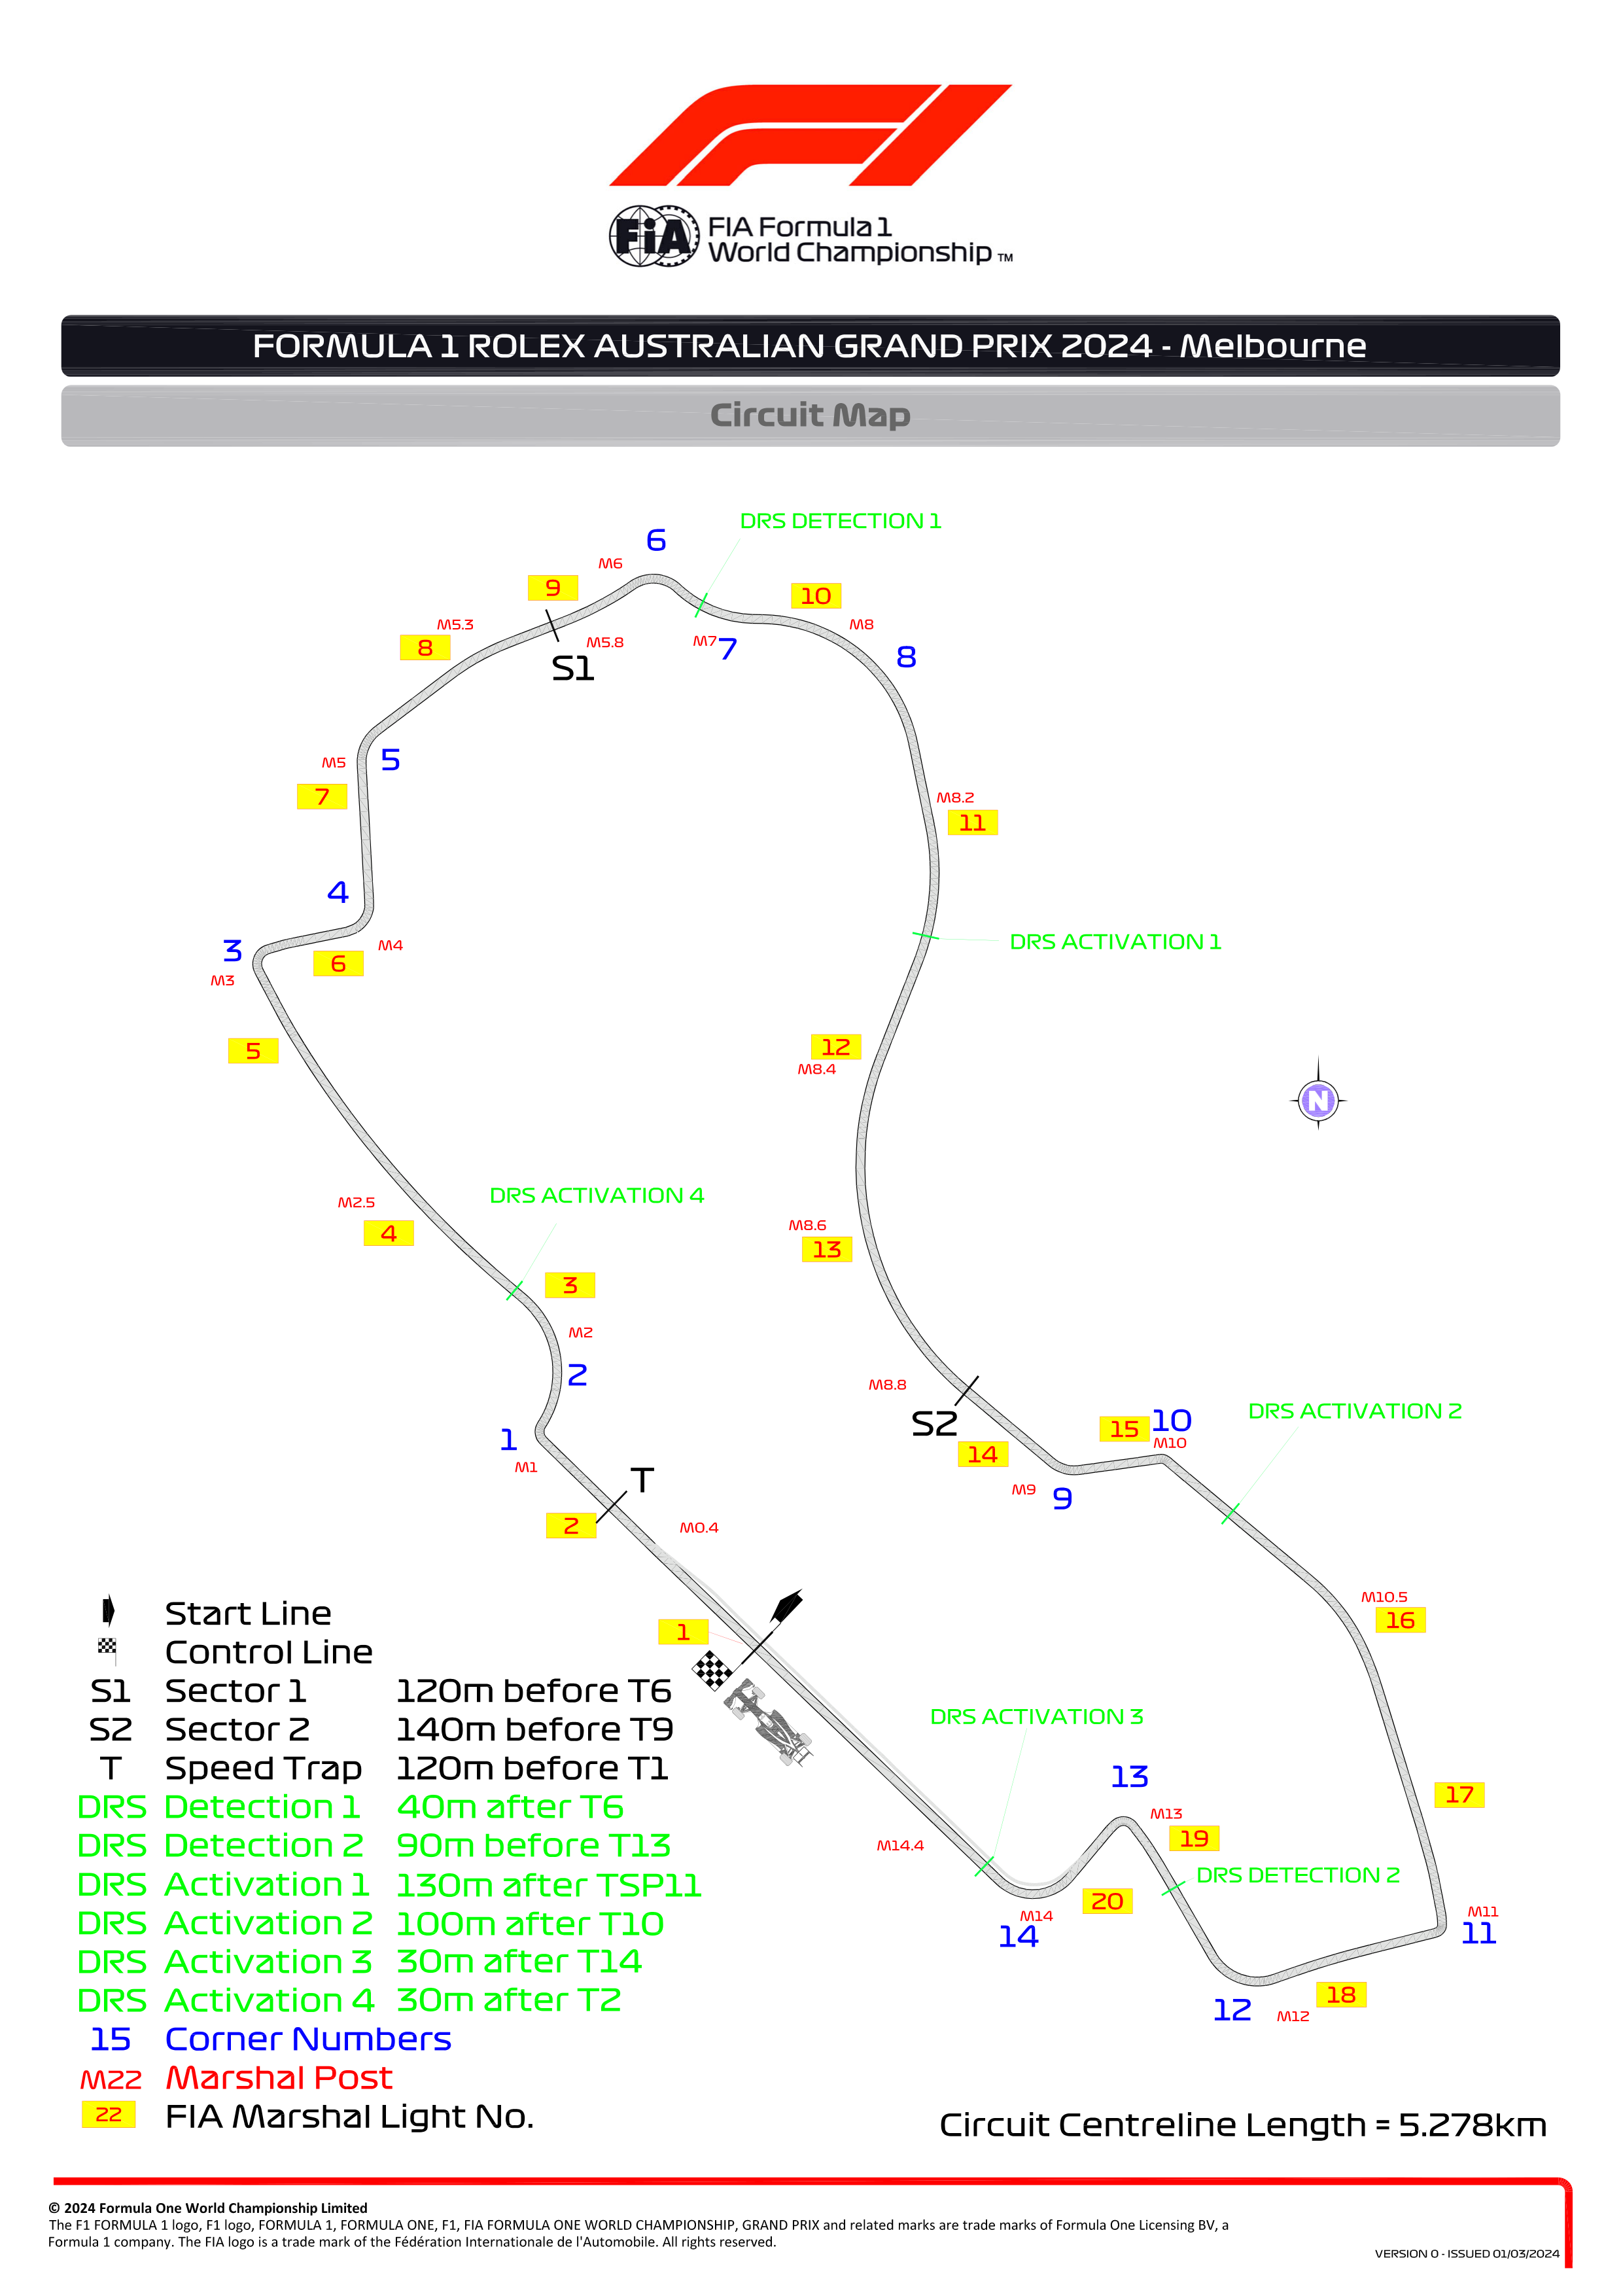 FiA
FIA Formula 1
World Championship ™
FORMULA 1 ROLEX AUSTRALIAN GRAND PRIX 2024 - Melbourne
Circuit Map
DRS DETECTION 1
6
M6
9
10
M5.3
M8
8
M5.8
M7
7
8
S1
5
M5
7
M8.2
11
4
3
M4
DRS ACTIVATION 1
6
M3
12
5
M8.4
N
DRS ACTIVATION 4
M2.5
M8.6
4
13
3
M2
2
M8.8
DRS ACTIVATION 2
S2
15
10
1
M10
14
M1
T
M9
9
2
M0.4
M10.5
16
1
Start Line
Control Line
S1 Sector 1 120m before T6
S2 Sector 2 140m before T9
T Speed Trap 120m before T1
DRS Detection 1 40m after T6
DRS Detection 2 90m before T13
DRS Activation 1 130m after TSP11
DRS Activation 2 100m after T10
DRS Activation 3 30m after T14
DRS Activation 4 30m after T2
15 Corner Numbers
M22 Marshal Post
22 FIA Marshal Light No.
DRS ACTIVATION 3
13
17
M13
19
M14.4
DRS DETECTION 2
20
M14
14
M11
11
18
12
M12
Circuit Centreline Length = 5.278km
© 2024 Formula One World Championship Limited
The F1 FORMULA 1 logo, F1 logo, FORMULA 1, FORMULA ONE, F1, FIA FORMULA ONE WORLD CHAMPIONSHIP, GRAND PRIX and related marks are trade marks of Formula One Licensing BV, a
Formula 1 company. The FIA logo is a trade mark of the Fédération Internationale de l'Automobile. All rights reserved.
VERSION 0 - ISSUED 01/03/2024